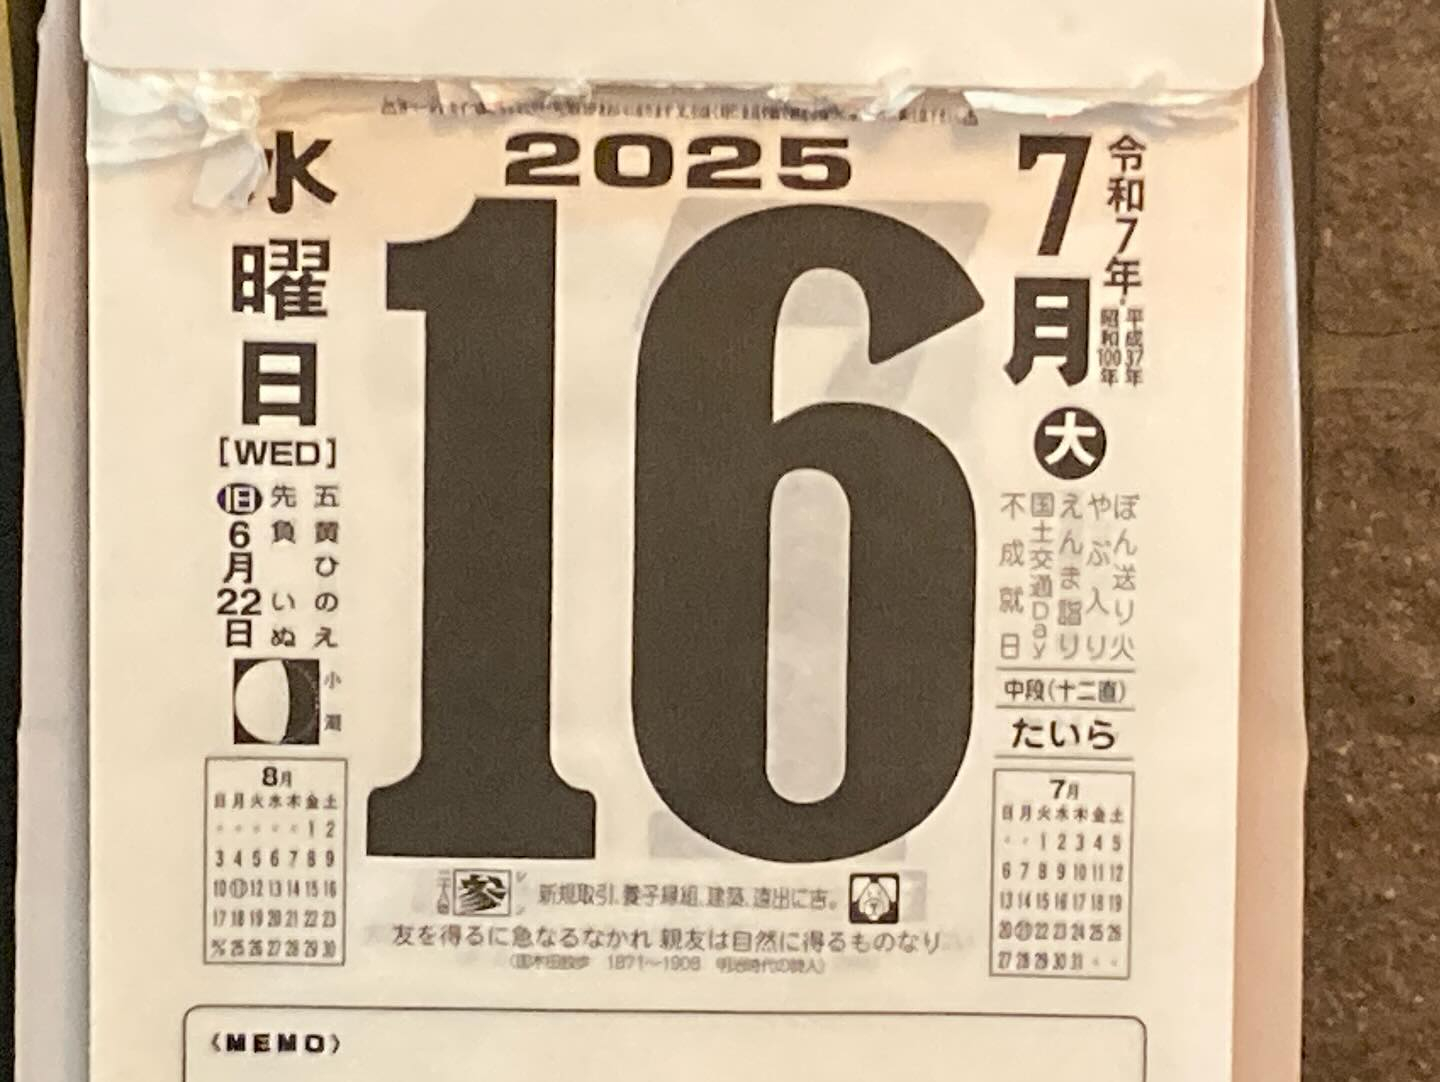 2025
7月
令和7年
平成37年
昭和100年
大
水曜日
[WED]
16
五黄 ひのえ
先負 いぬ
旧6月22日
小潮
ぼん送り火
やぶ入り
えんま詣り
国土交通Day
不成就日
中段(十二直)
たいら
8月
日 月 火 水 木 金 土
* * * * * 1 2
3 4 5 6 7 8 9
10 11 12 13 14 15 16
17 18 19 20 21 22 23
24/31 25 26 27 28 29 30
7月
日 月 火 水 木 金 土
* * 1 2 3 4 5
6 7 8 9 10 11 12
13 14 15 16 17 18 19
20 21 22 23 24 25 26
27 28 29 30 31 * *
参
新規取引、養子縁組、建築、遠出に吉。
友を得るに急なるなかれ 親友は自然に得るものなり
(国木田独歩 1871〜1908 明治時代の詩人)
〈MEMO〉